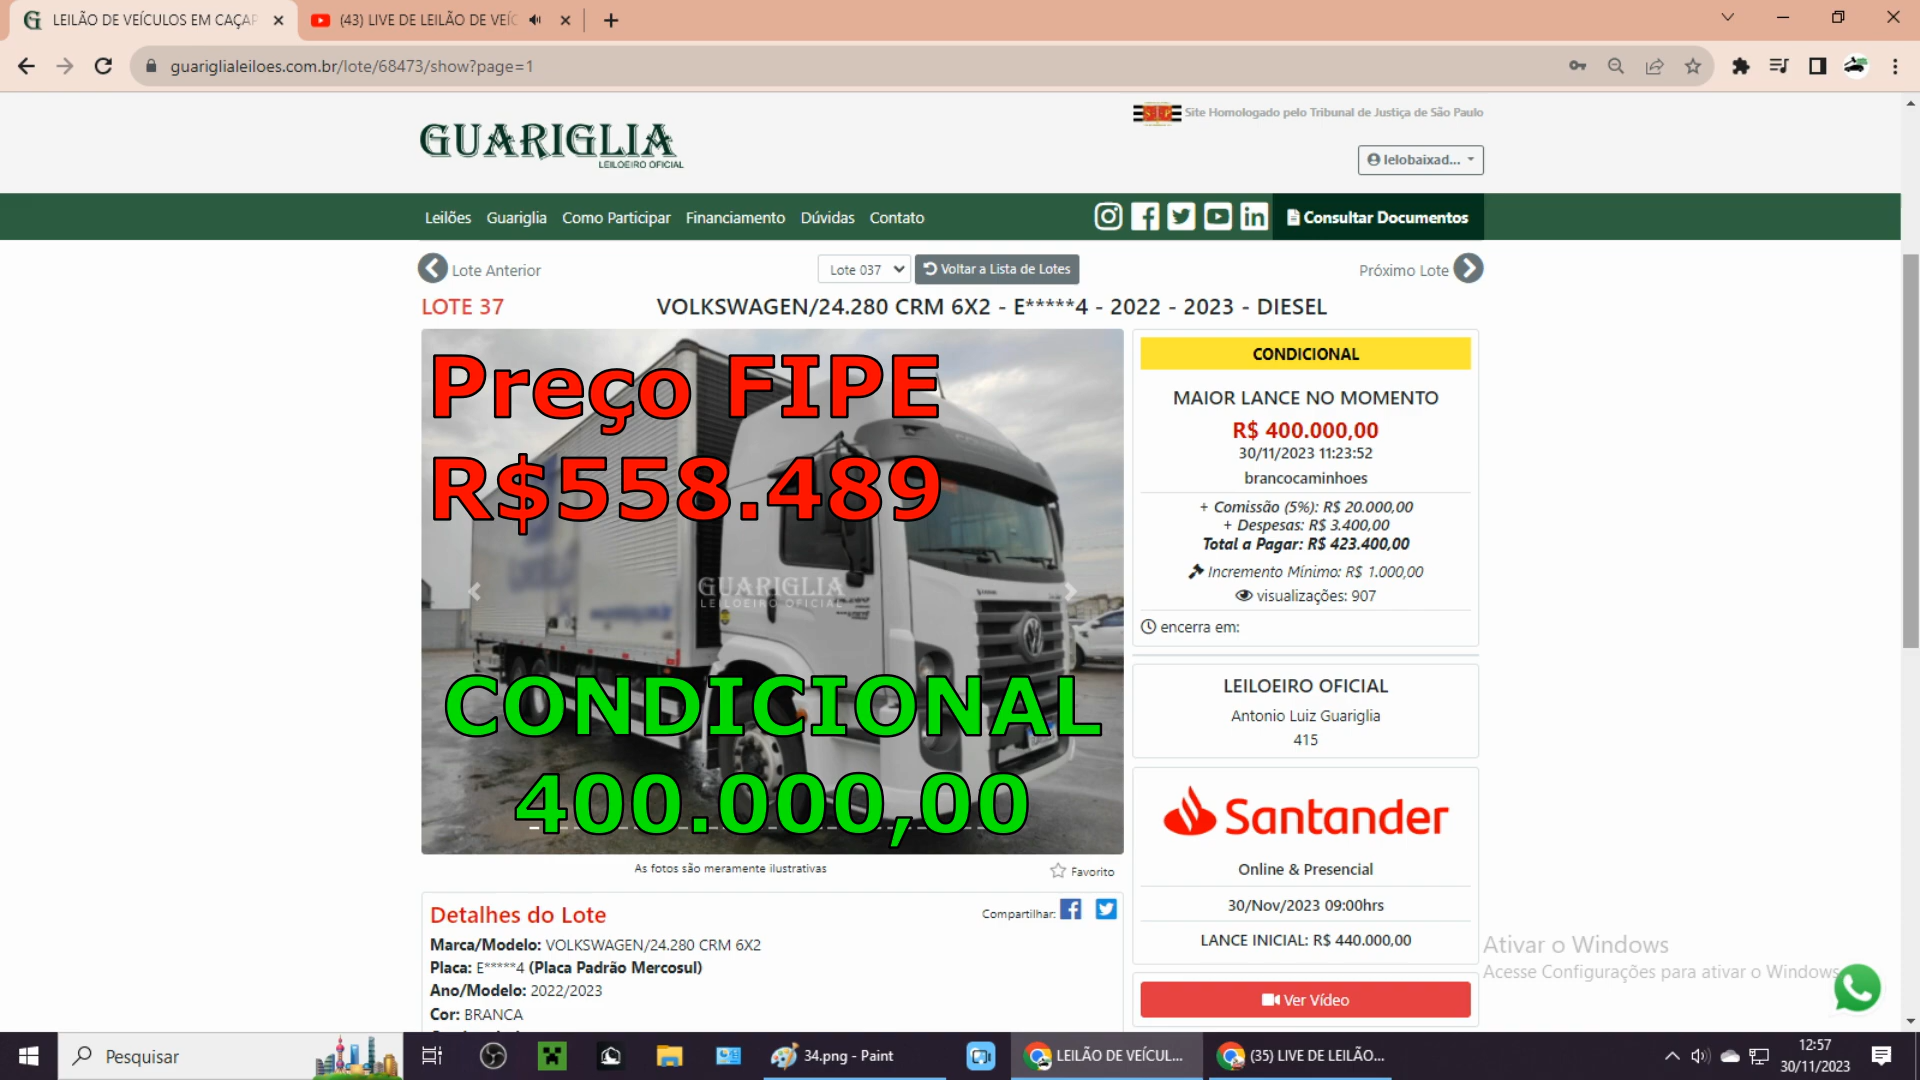 LEILÃO DE VEÍCULOS EM CAÇAP
(43) LIVE DE LEILÃO DE VEÍC
guariglialeiloes.com.br/lote/68473/show?page=1
GUARIGLIA
LEILOEIRO OFICIAL
Site Homologado pelo Tribunal de Justiça de São Paulo
lelobaixad...
Leilões Guariglia Como Participar Financiamento Dúvidas Contato
Consultar Documentos
Lote Anterior
Lote 037
Voltar a Lista de Lotes
Próximo Lote
LOTE 37
VOLKSWAGEN/24.280 CRM 6X2 - E*****4 - 2022 - 2023 - DIESEL
Preço FIPE
R$558.489
GUARIGLIA
LEILOEIRO OFICIAL
CONDICIONAL
400.000,00
As fotos são meramente ilustrativas
Favorito
Detalhes do Lote
Compartilhar:
Marca/Modelo: VOLKSWAGEN/24.280 CRM 6X2
Placa: E*****4 (Placa Padrão Mercosul)
Ano/Modelo: 2022/2023
Cor: BRANCA
CONDICIONAL
MAIOR LANCE NO MOMENTO
R$ 400.000,00
30/11/2023 11:23:52
brancocaminhoes
+ Comissão (5%): R$ 20.000,00
+ Despesas: R$ 3.400,00
Total a Pagar: R$ 423.400,00
Incremento Mínimo: R$ 1.000,00
visualizações: 907
encerra em:
LEILOEIRO OFICIAL
Antonio Luiz Guariglia
415
Santander
Online & Presencial
30/Nov/2023 09:00hrs
LANCE INICIAL: R$ 440.000,00
Ver Vídeo
Ativar o Windows
Acesse Configurações para ativar o Windows
Pesquisar
34.png - Paint
LEILÃO DE VEÍCUL...
(35) LIVE DE LEILÃO...
12:57
30/11/2023